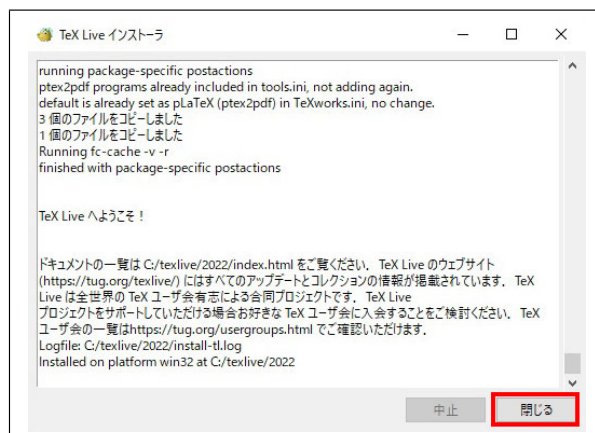 TeX Live インストーラ
running package-specific postactions
ptex2pdf programs already included in tools.ini, not adding again.
default is already set as pLaTeX (ptex2pdf) in TeXworks.ini, no change.
3 個のファイルをコピーしました
1 個のファイルをコピーしました
Running fc-cache -v -r
finished with package-specific postactions
TeX Live へようこそ！
ドキュメントの一覧は C:/texlive/2022/index.html をご覧ください． TeX Live のウェブサイト
(https://tug.org/texlive/) にはすべてのアップデートとコレクションの情報が掲載されています． TeX
Live は全世界の TeX ユーザ会有志による合同プロジェクトです． TeX Live
プロジェクトをサポートしていただける場合お好きな TeX ユーザ会に入会することをご検討ください． TeX
ユーザ会の一覧はhttps://tug.org/usergroups.html でご確認いただけます．
Logfile: C:/texlive/2022/install-tl.log
Installed on platform win32 at C:/texlive/2022
中止
閉じる